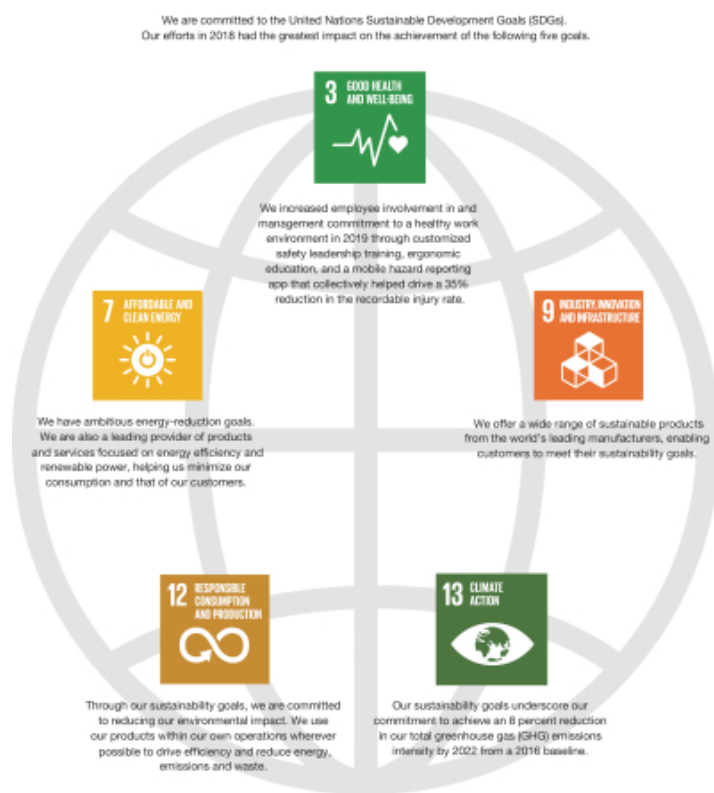 We are committed to the United Nations Sustainable Development Goals (SDGs).
Our efforts in 2018 had the greatest impact on the achievement of the following five goals.
3 GOOD HEALTH
AND WELL-BEING
We increased employee involvement in and
management commitment to a healthy work
environment in 2019 through customized
safety leadership training, ergonomic
education, and a mobile hazard reporting
app that collectively helped drive a 35%
reduction in the recordable injury rate.
7 AFFORDABLE AND
CLEAN ENERGY
We have ambitious energy-reduction goals.
We are also a leading provider of products
and services focused on energy efficiency and
renewable power, helping us minimize our
consumption and that of our customers.
9 INDUSTRY, INNOVATION
AND INFRASTRUCTURE
We offer a wide range of sustainable products
from the world's leading manufacturers, enabling
customers to meet their sustainability goals.
12 RESPONSIBLE
CONSUMPTION
AND PRODUCTION
Through our sustainability goals, we are committed
to reducing our environmental impact. We use
our products within our own operations wherever
possible to drive efficiency and reduce energy,
emissions and waste.
13 CLIMATE
ACTION
Our sustainability goals underscore our
commitment to achieve an 8 percent reduction
in our total greenhouse gas (GHG) emissions
intensity by 2022 from a 2016 baseline.